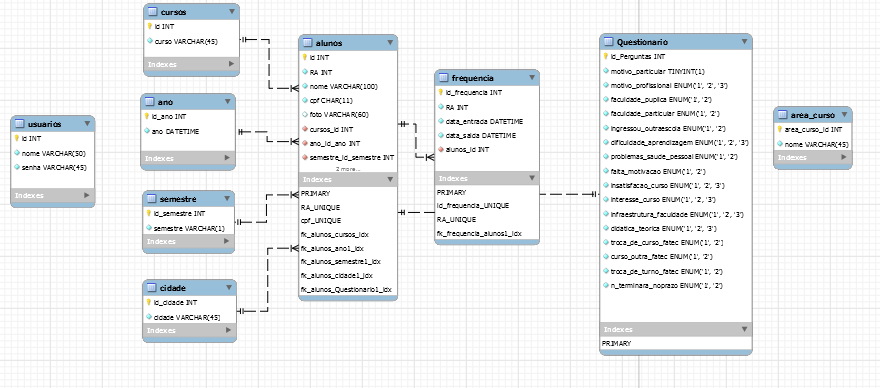 cursos
id INT
curso VARCHAR(45)
Indexes
ano
id_ano INT
ano DATETIME
Indexes
usuarios
id INT
nome VARCHAR(50)
senha VARCHAR(45)
Indexes
semestre
id_semestre INT
semestre VARCHAR(1)
Indexes
cidade
id_cidade INT
cidade VARCHAR(45)
Indexes
alunos
id INT
RA INT
nome VARCHAR(100)
cpf CHAR(11)
foto VARCHAR(60)
cursos_id INT
ano_id_ano INT
semestre_id_semestre INT
2 more...
Indexes
PRIMARY
RA_UNIQUE
cpf_UNIQUE
fk_alunos_cursos_idx
fk_alunos_ano1_idx
fk_alunos_semestre1_idx
fk_alunos_cidade1_idx
fk_alunos_Questionario1_idx
frequencia
id_frequencia INT
RA INT
data_entrada DATETIME
data_saida DATETIME
alunos_id INT
Indexes
PRIMARY
id_frequencia_UNIQUE
RA_UNIQUE
fk_frequencia_alunos1_idx
Questionario
id_Perguntas INT
motivo_particular TINYINT(1)
motivo_profissional ENUM('1', '2', '3')
faculdade_puplica ENUM('1', '2')
faculdade_particular ENUM('1', '2')
ingressou_outraescola ENUM('1', '2')
dificuldade_aprendizagem ENUM('1', '2', '3')
problemas_saude_pessoal ENUM('1', '2')
falta_motivacao ENUM('1', '2')
insatisfacao_curso ENUM('1', '2', '3')
interesse_curso ENUM('1', '2', '3')
infraestrutura_faculdade ENUM('1', '2', '3')
didatica_teorica ENUM('1', '2', '3')
troca_de_curso_fatec ENUM('1', '2')
curso_outra_fatec ENUM('1', '2')
troca_de_turno_fatec ENUM('1', '2')
n_terminara_noprazo ENUM('1', '2')
Indexes
PRIMARY
area_curso
area_curso_id INT
nome VARCHAR(45)
Indexes